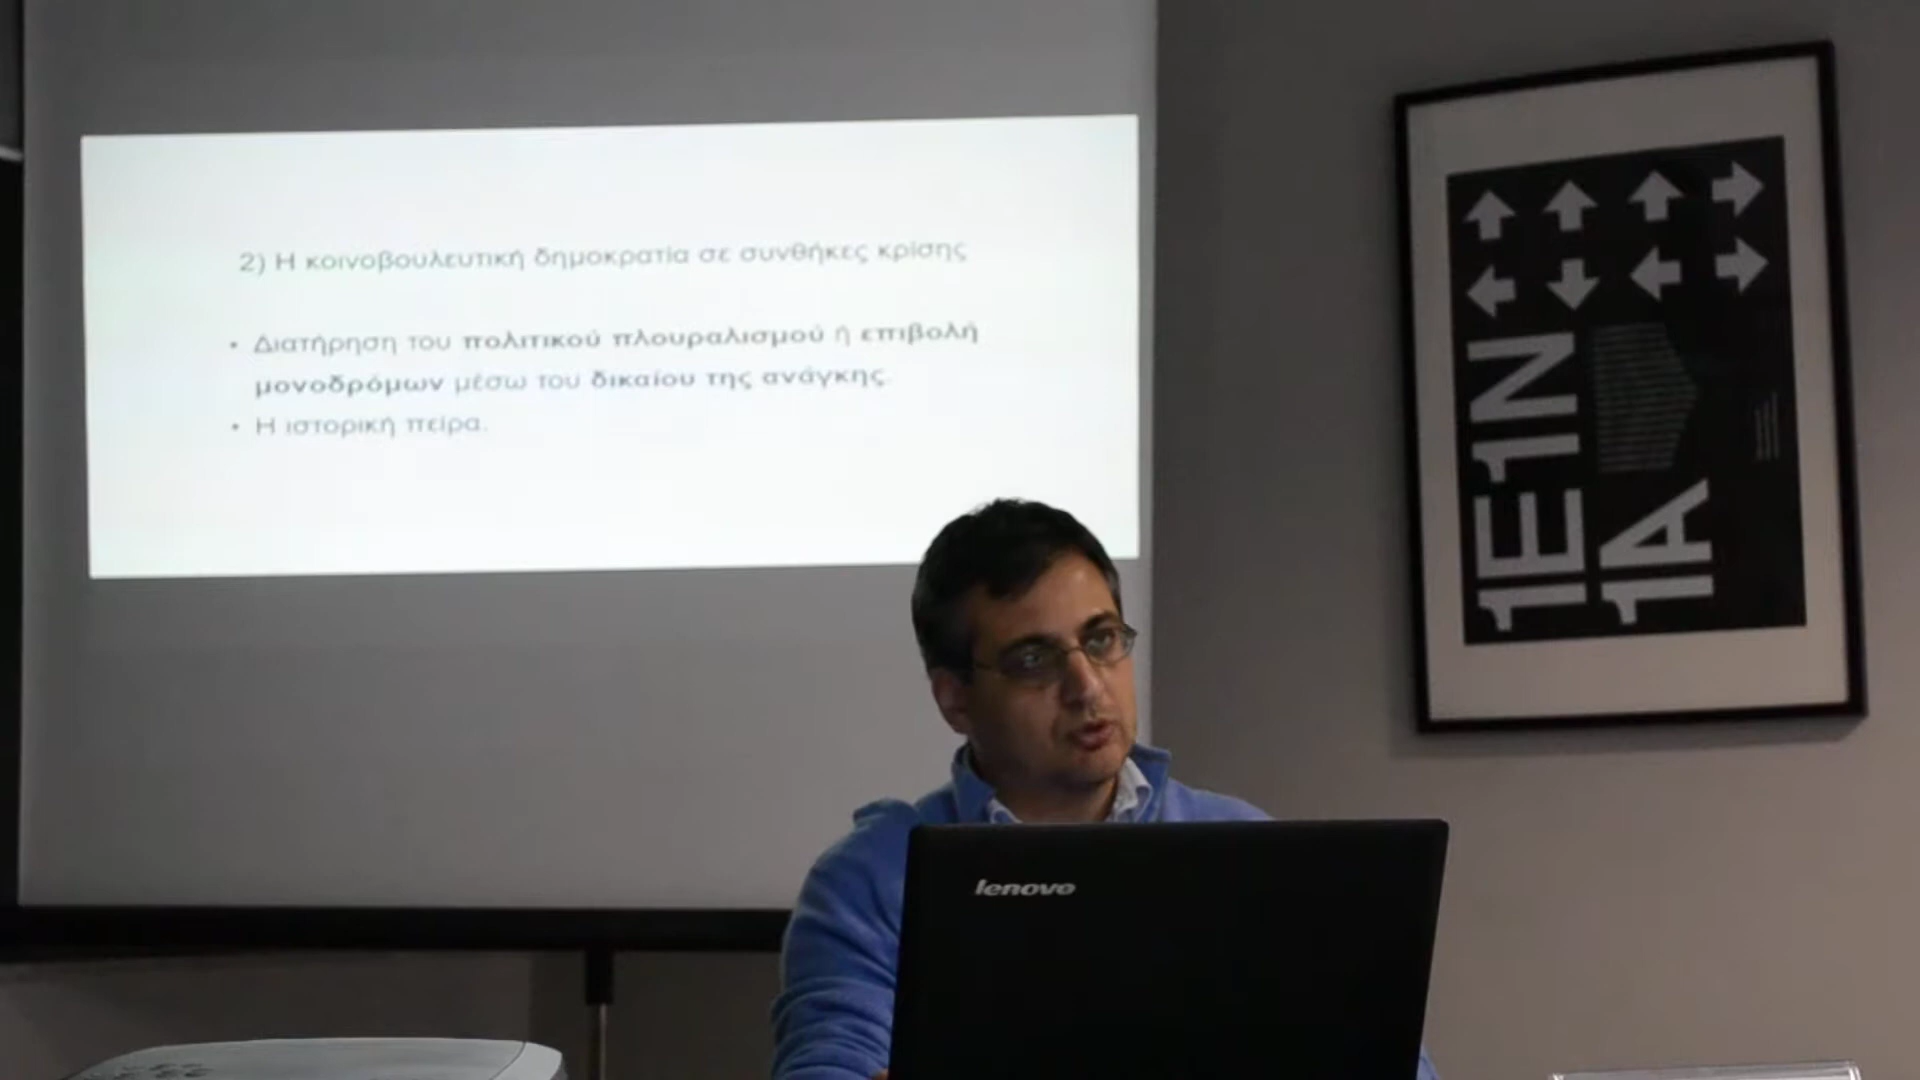 2) Η κοινοβουλευτική δημοκρατία σε συνθήκες κρίσης
• Διατήρηση του πολιτικού πλουραλισμού ή επιβολή
μονοδρόμων μέσω του δικαίου της ανάγκης.
• Η ιστορική πείρα.
lenovo
1E1N
1A